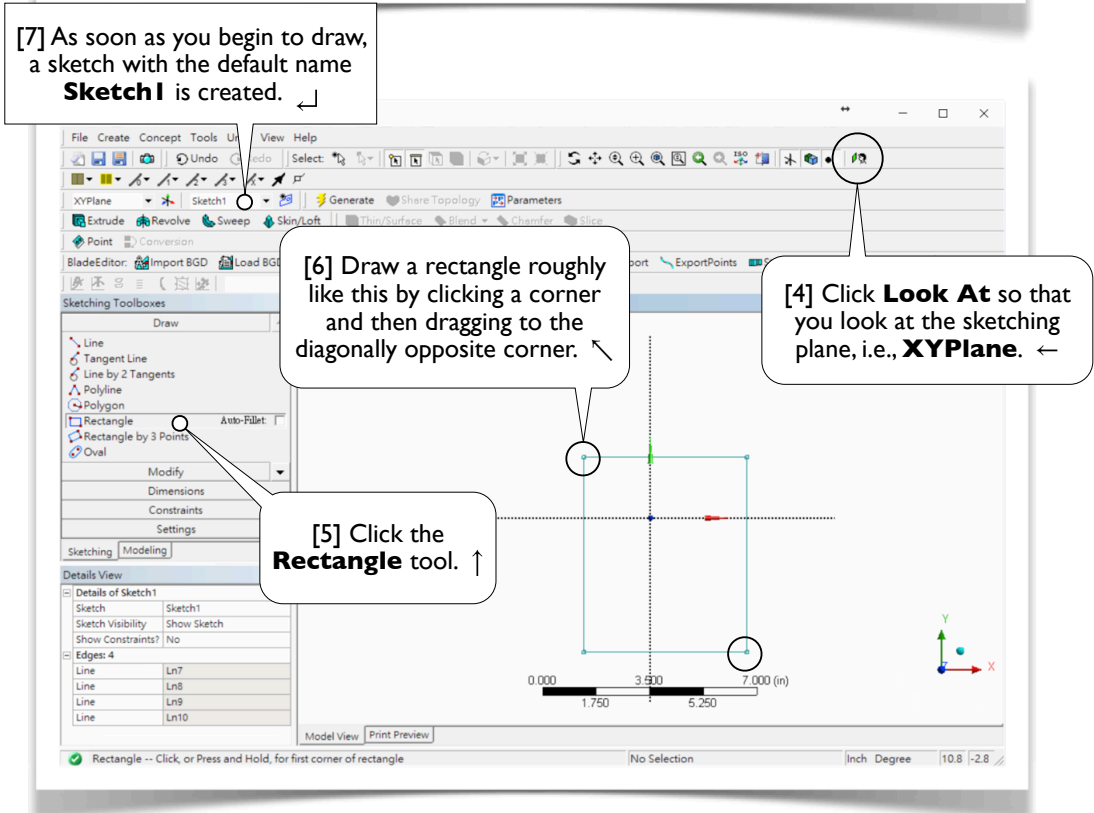 [7] As soon as you begin to draw,
a sketch with the default name
Sketch1 is created. ↵
File Create Concept Tools View Help
Undo Select:
XYPlane Sketch1 Generate Share Topology Parameters
Extrude Revolve Sweep Skin/Loft Thin/Surface Blend Chamfer Slice
Point Conversion
BladeEditor: Import BGD Load BGD ExportPoints
[6] Draw a rectangle roughly
like this by clicking a corner
and then dragging to the
diagonally opposite corner. ↖
[4] Click Look At so that
you look at the sketching
plane, i.e., XYPlane. ←
Sketching Toolboxes
Draw
Line
Tangent Line
Line by 2 Tangents
Polyline
Polygon
Rectangle Auto-Fillet:
Rectangle by 3 Points
Oval
Modify
Dimensions
Constraints
Settings
Sketching Modeling
[5] Click the
Rectangle tool. ↑
Details View
Details of Sketch1
Sketch Sketch1
Sketch Visibility Show Sketch
Show Constraints? No
Edges: 4
Line Ln7
Line Ln8
Line Ln9
Line Ln10
Y
X
0.000 3.500 7.000 (in)
1.750 5.250
Model View Print Preview
Rectangle -- Click, or Press and Hold, for first corner of rectangle No Selection Inch Degree 10.8 -2.8